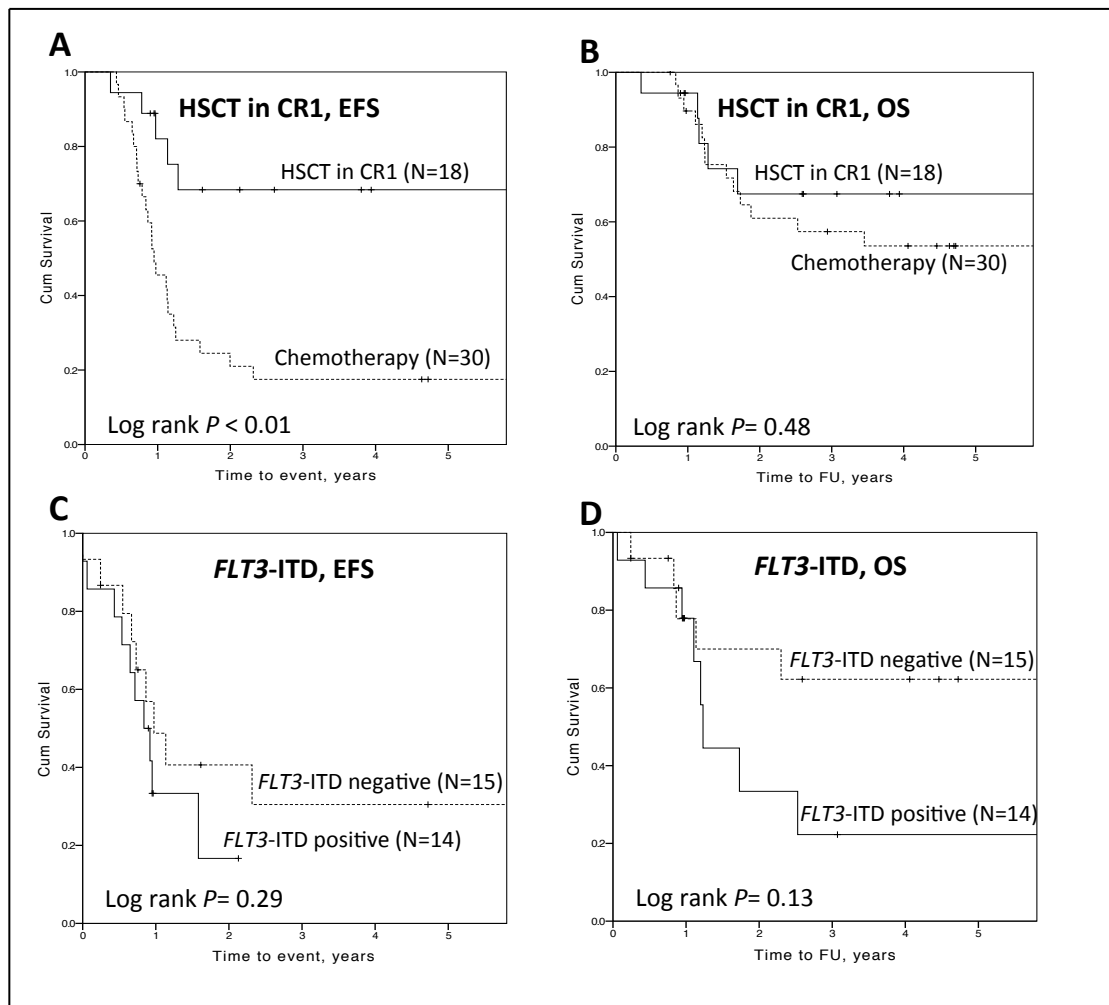 A
HSCT in CR1, EFS
Cum Survival
1.0
0.8
0.6
0.4
0.2
0.0
HSCT in CR1 (N=18)
Chemotherapy (N=30)
Log rank P < 0.01
0 1 2 3 4 5
Time to event, years
B
HSCT in CR1, OS
Cum Survival
1.0
0.8
0.6
0.4
0.2
0.0
HSCT in CR1 (N=18)
Chemotherapy (N=30)
Log rank P= 0.48
0 1 2 3 4 5
Time to FU, years
C
FLT3-ITD, EFS
Cum Survival
1.0
0.8
0.6
0.4
0.2
0.0
FLT3-ITD negative (N=15)
FLT3-ITD positive (N=14)
Log rank P= 0.29
0 1 2 3 4 5
Time to event, years
D
FLT3-ITD, OS
Cum Survival
1.0
0.8
0.6
0.4
0.2
0.0
FLT3-ITD negative (N=15)
FLT3-ITD positive (N=14)
Log rank P= 0.13
0 1 2 3 4 5
Time to FU, years